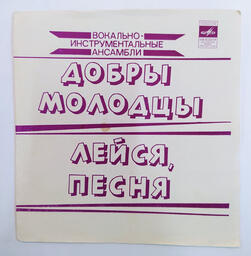 ВОКАЛЬНО-
ИНСТРУМЕНТАЛЬНЫЕ
АНСАМБЛИ
ДОБРЫ
МОЛОДЦЫ
ЛЕЙСЯ,
ПЕСНЯ